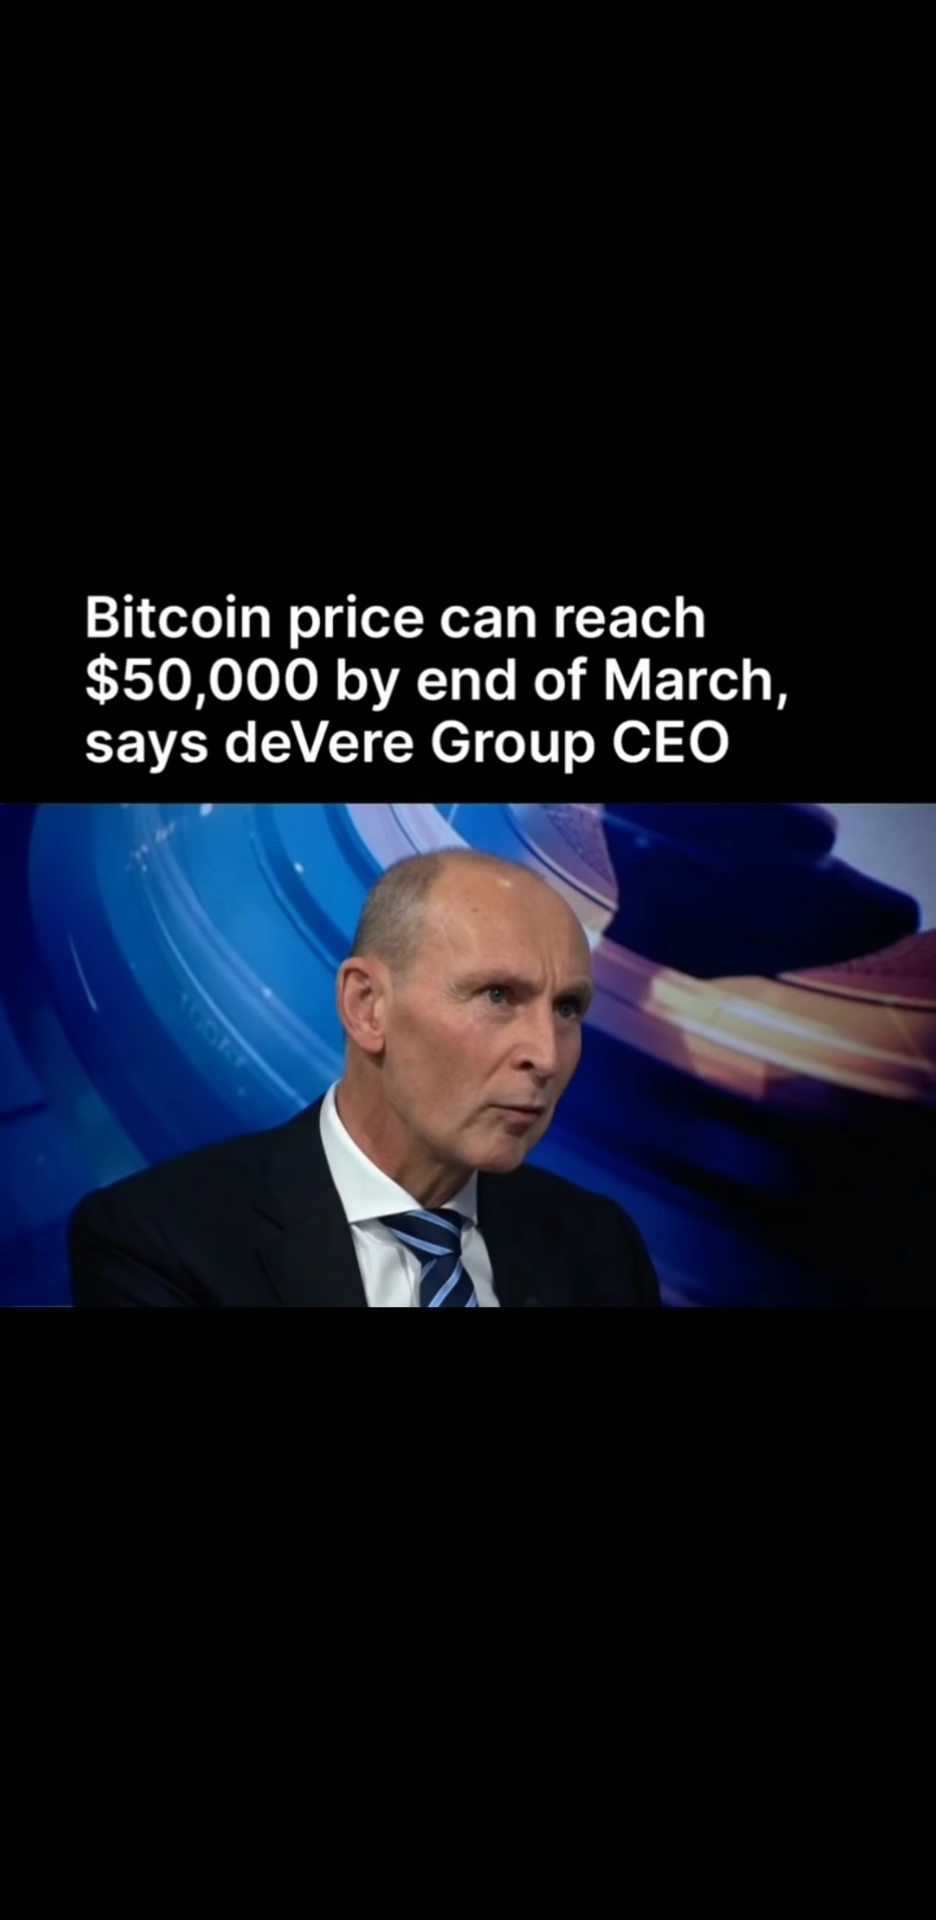 Bitcoin price can reach
$50,000 by end of March,
says deVere Group CEO